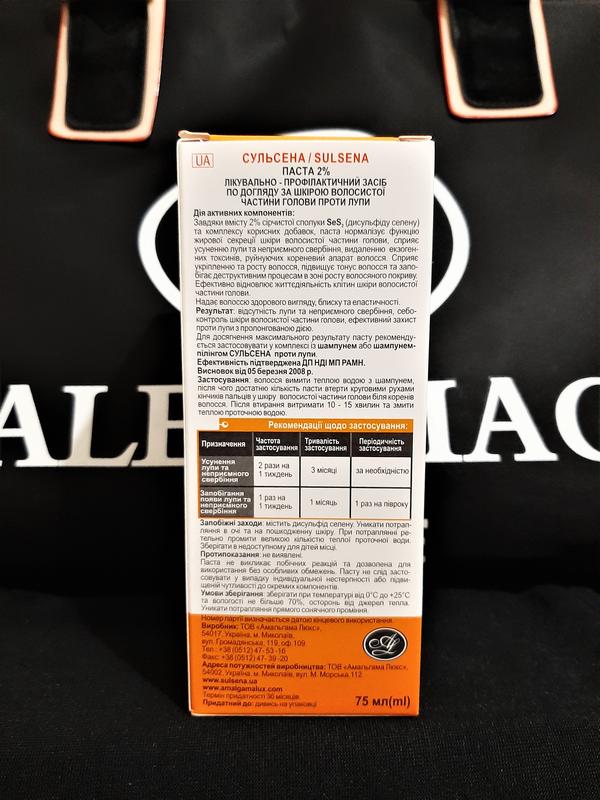 UA
СУЛЬСЕНА / SULSENA
ПАСТА 2%
ЛІКУВАЛЬНО - ПРОФІЛАКТИЧНИЙ ЗАСІБ
ПО ДОГЛЯДУ ЗА ШКІРОЮ ВОЛОСИСТОЇ
ЧАСТИНИ ГОЛОВИ ПРОТИ ЛУПИ
Дія активних компонентів:
Завдяки вмісту 2% сірчистої сполуки SeS₂ (дисульфіду селену)
та комплексу корисних добавок, паста нормалізує функцію
жирової секреції шкіри волосистої частини голови, сприяє
усуненню лупи та неприємного свербіння, видаленню екзоген-
них токсинів, руйнуючих кореневий апарат волосся. Сприяє
укріпленню та росту волосся, підвищує тонус волосся та запо-
бігає деструктивним процесам в зоні росту волосяного покриву.
Ефективно відновлює життєдіяльність клітин шкіри волосистої
частини голови.
Надає волоссю здорового вигляду, блиску та еластичності.
Результат: відсутність лупи та неприємного свербіння, себо-
контроль шкіри волосистої частини голови, ефективний захист
проти лупи з пролонгованою дією.
Для досягнення максимального результату пасту рекоменду-
ється застосовувати у комплексі із шампунем або шампунем-
пілінгом СУЛЬСЕНА проти лупи.
Ефективність підтверджена ДП НДІ МП РАМН.
Висновок від 05 березня 2008 р.
Застосування: волосся вимити теплою водою з шампунем,
після чого достатню кількість пасти втерти круговими рухами
кінчиків пальців у шкіру волосистої частини голови біля коренів
волосся. Після втирання витримати 10 - 15 хвилин та змити
теплою проточною водою.
Рекомендації щодо застосування:
Призначення Частота застосування Тривалість застосування Періодичність застосування
Усунення лупи та неприємного свербіння 2 рази на 1 тиждень 3 місяці за необхідністю
Запобігання появи лупи та неприємного свербіння 1 раз на 1 тиждень 1 місяць 1 раз на півроку
Запобіжні заходи: містить дисульфід селену. Уникати потрап-
ляння в очі та на пошкоджену шкіру. При потраплянні ре-
тельно промити великою кількістю теплої проточної води.
Зберігати в недоступному для дітей місці.
Протипоказання: не виявлені.
Паста не викликає побічних реакцій та дозволена для
використання без особливих обмежень. Пасту не слід засто-
совувати у випадку індивідуальної нестерпності або підви-
щеній чутливості до окремих компонентів.
Умови зберігання: зберігати при температурі від 0°С до +25°С
та вологості не більше 70%, осторонь від джерел тепла.
Уникати потрапляння прямого сонячного проміння.
Номер партії визначається датою кінцевого використання.
Виробник: ТОВ «Амальгама Люкс»,
54017, Україна, м. Миколаїв,
вул. Громадянська, 119, оф.109
Тел.: +38 (0512) 47-53-16
Факс: +38 (0512) 47-39-20
Адреса потужностей виробництва: ТОВ «Амальгама Люкс»,
54002, Україна, м. Миколаїв, вул. М. Морська,112
www.sulsena.ua
www.amalgamalux.com
Термін придатності 36 місяців.
Придатний до: дивись на упаковці
75 мл(ml)